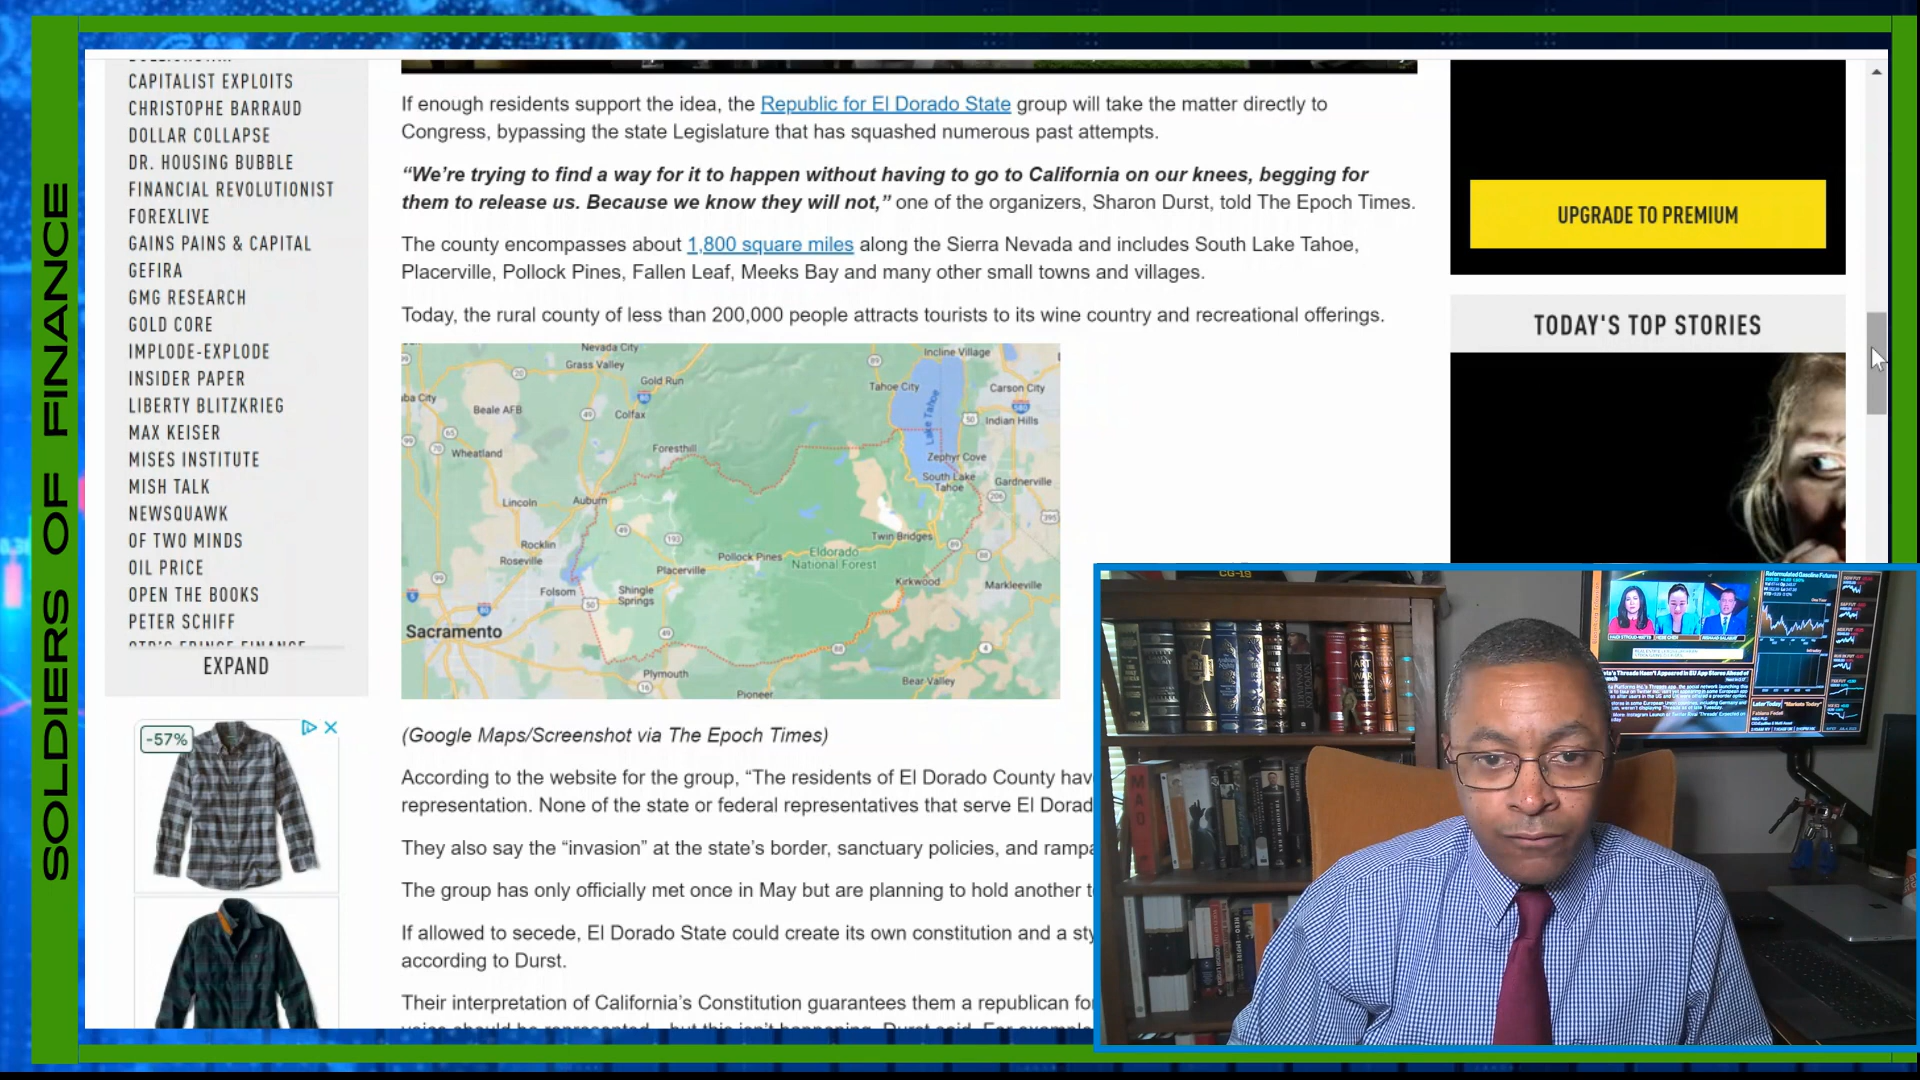 SOLDIERS OF FINANCE
CAPITALIST EXPLOITS
CHRISTOPHE BARRAUD
DOLLAR COLLAPSE
DR. HOUSING BUBBLE
FINANCIAL REVOLUTIONIST
FOREXLIVE
GAINS PAINS & CAPITAL
GEFIRA
GMG RESEARCH
GOLD CORE
IMPLODE-EXPLODE
INSIDER PAPER
LIBERTY BLITZKRIEG
MAX KEISER
MISES INSTITUTE
MISH TALK
NEWSQUAWK
OF TWO MINDS
OIL PRICE
OPEN THE BOOKS
PETER SCHIFF
EXPAND
-57%
If enough residents support the idea, the Republic for El Dorado State group will take the matter directly to
Congress, bypassing the state Legislature that has squashed numerous past attempts.
“We’re trying to find a way for it to happen without having to go to California on our knees, begging for
them to release us. Because we know they will not,” one of the organizers, Sharon Durst, told The Epoch Times.
The county encompasses about 1,800 square miles along the Sierra Nevada and includes South Lake Tahoe,
Placerville, Pollock Pines, Fallen Leaf, Meeks Bay and many other small towns and villages.
Today, the rural county of less than 200,000 people attracts tourists to its wine country and recreational offerings.
Nevada City
Incline Village
Grass Valley
Gold Run
Tahoe City
Carson City
ba City
Beale AFB
Colfax
Lake Tahoe
Indian Hills
Wheatland
Foresthill
Zephyr Cove
South Lake
Tahoe
Gardnerville
Lincoln
Auburn
Rocklin
Twin Bridges
Roseville
Pollock Pines
Eldorado
National Forest
Placerville
Folsom
Shingle
Springs
Kirkwood
Markleeville
Sacramento
Plymouth
Bear Valley
Pioneer
(Google Maps/Screenshot via The Epoch Times)
According to the website for the group, “The residents of El Dorado County hav
representation. None of the state or federal representatives that serve El Dorad
They also say the “invasion” at the state’s border, sanctuary policies, and rampa
The group has only officially met once in May but are planning to hold another t
If allowed to secede, El Dorado State could create its own constitution and a sty
according to Durst.
Their interpretation of California’s Constitution guarantees them a republican fo
UPGRADE TO PREMIUM
TODAY'S TOP STORIES
CG-19
Reformulated Gasoline Futures
MAO
ART
WAR